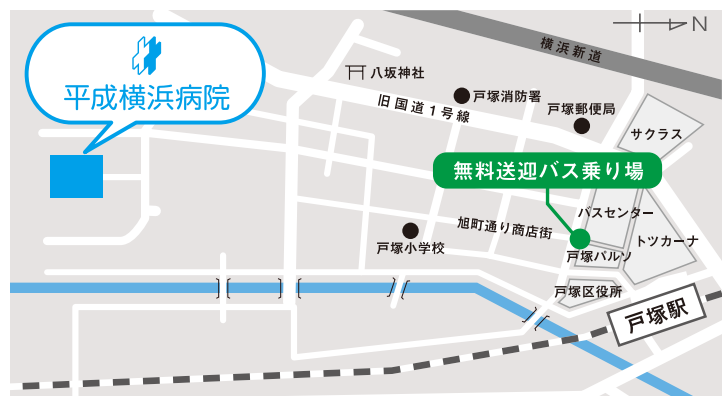 N
横浜新道
平成横浜病院
八坂神社
戸塚消防署
旧国道1号線
戸塚郵便局
サクラス
無料送迎バス乗り場
バスセンター
旭町通り商店街
トツカーナ
戸塚小学校
戸塚パルソ
戸塚区役所
戸塚駅